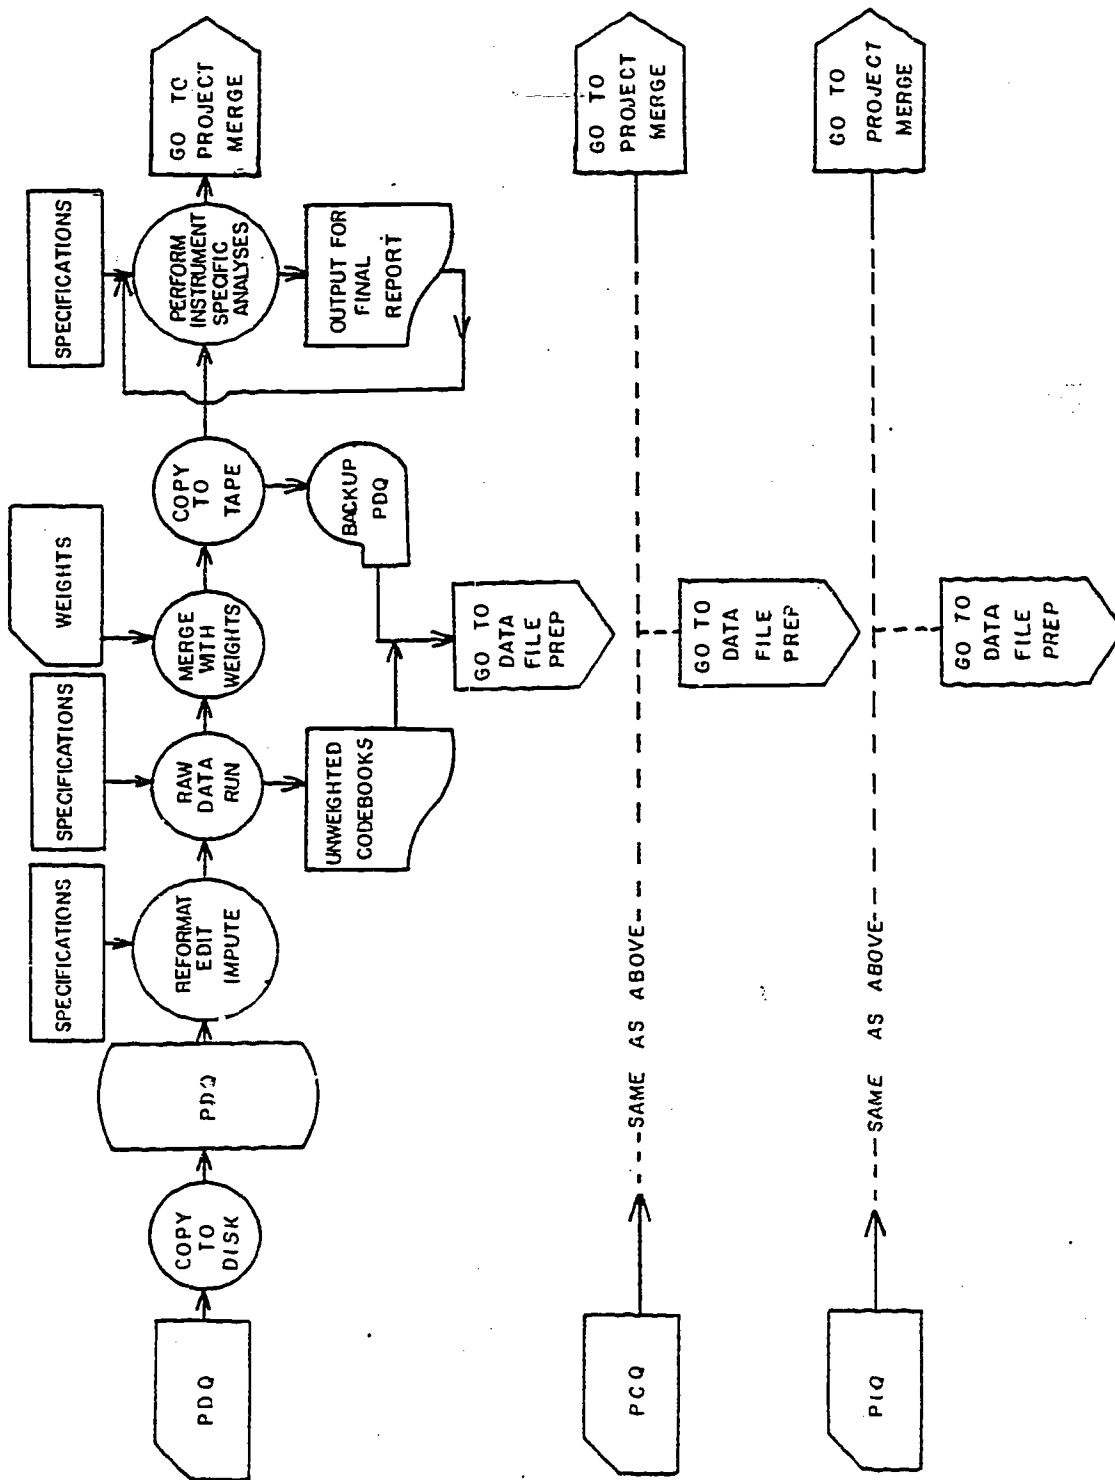 PDQ
COPY
TO
DISK
PDQ
SPECIFICATIONS
REFORMAT
EDIT
IMPUTE
SPECIFICATIONS
RAW
DATA
RUN
UNWEIGHTED
CODEBOOKS
WEIGHTS
MERGE
WITH
WEIGHTS
COPY
TO
TAPE
BACKUP
PDQ
GO TO
DATA
FILE
PREP
SPECIFICATIONS
PERFORM
INSTRUMENT
SPECIFIC
ANALYSES
OUTPUT FOR
FINAL
REPORT
GO TO
PROJECT
MERGE
PCQ
SAME AS ABOVE
GO TO
DATA
FILE
PREP
GO TO
PROJECT
MERGE
PIQ
SAME AS ABOVE
GO TO
DATA
FILE
PREP
GO TO
PROJECT
MERGE